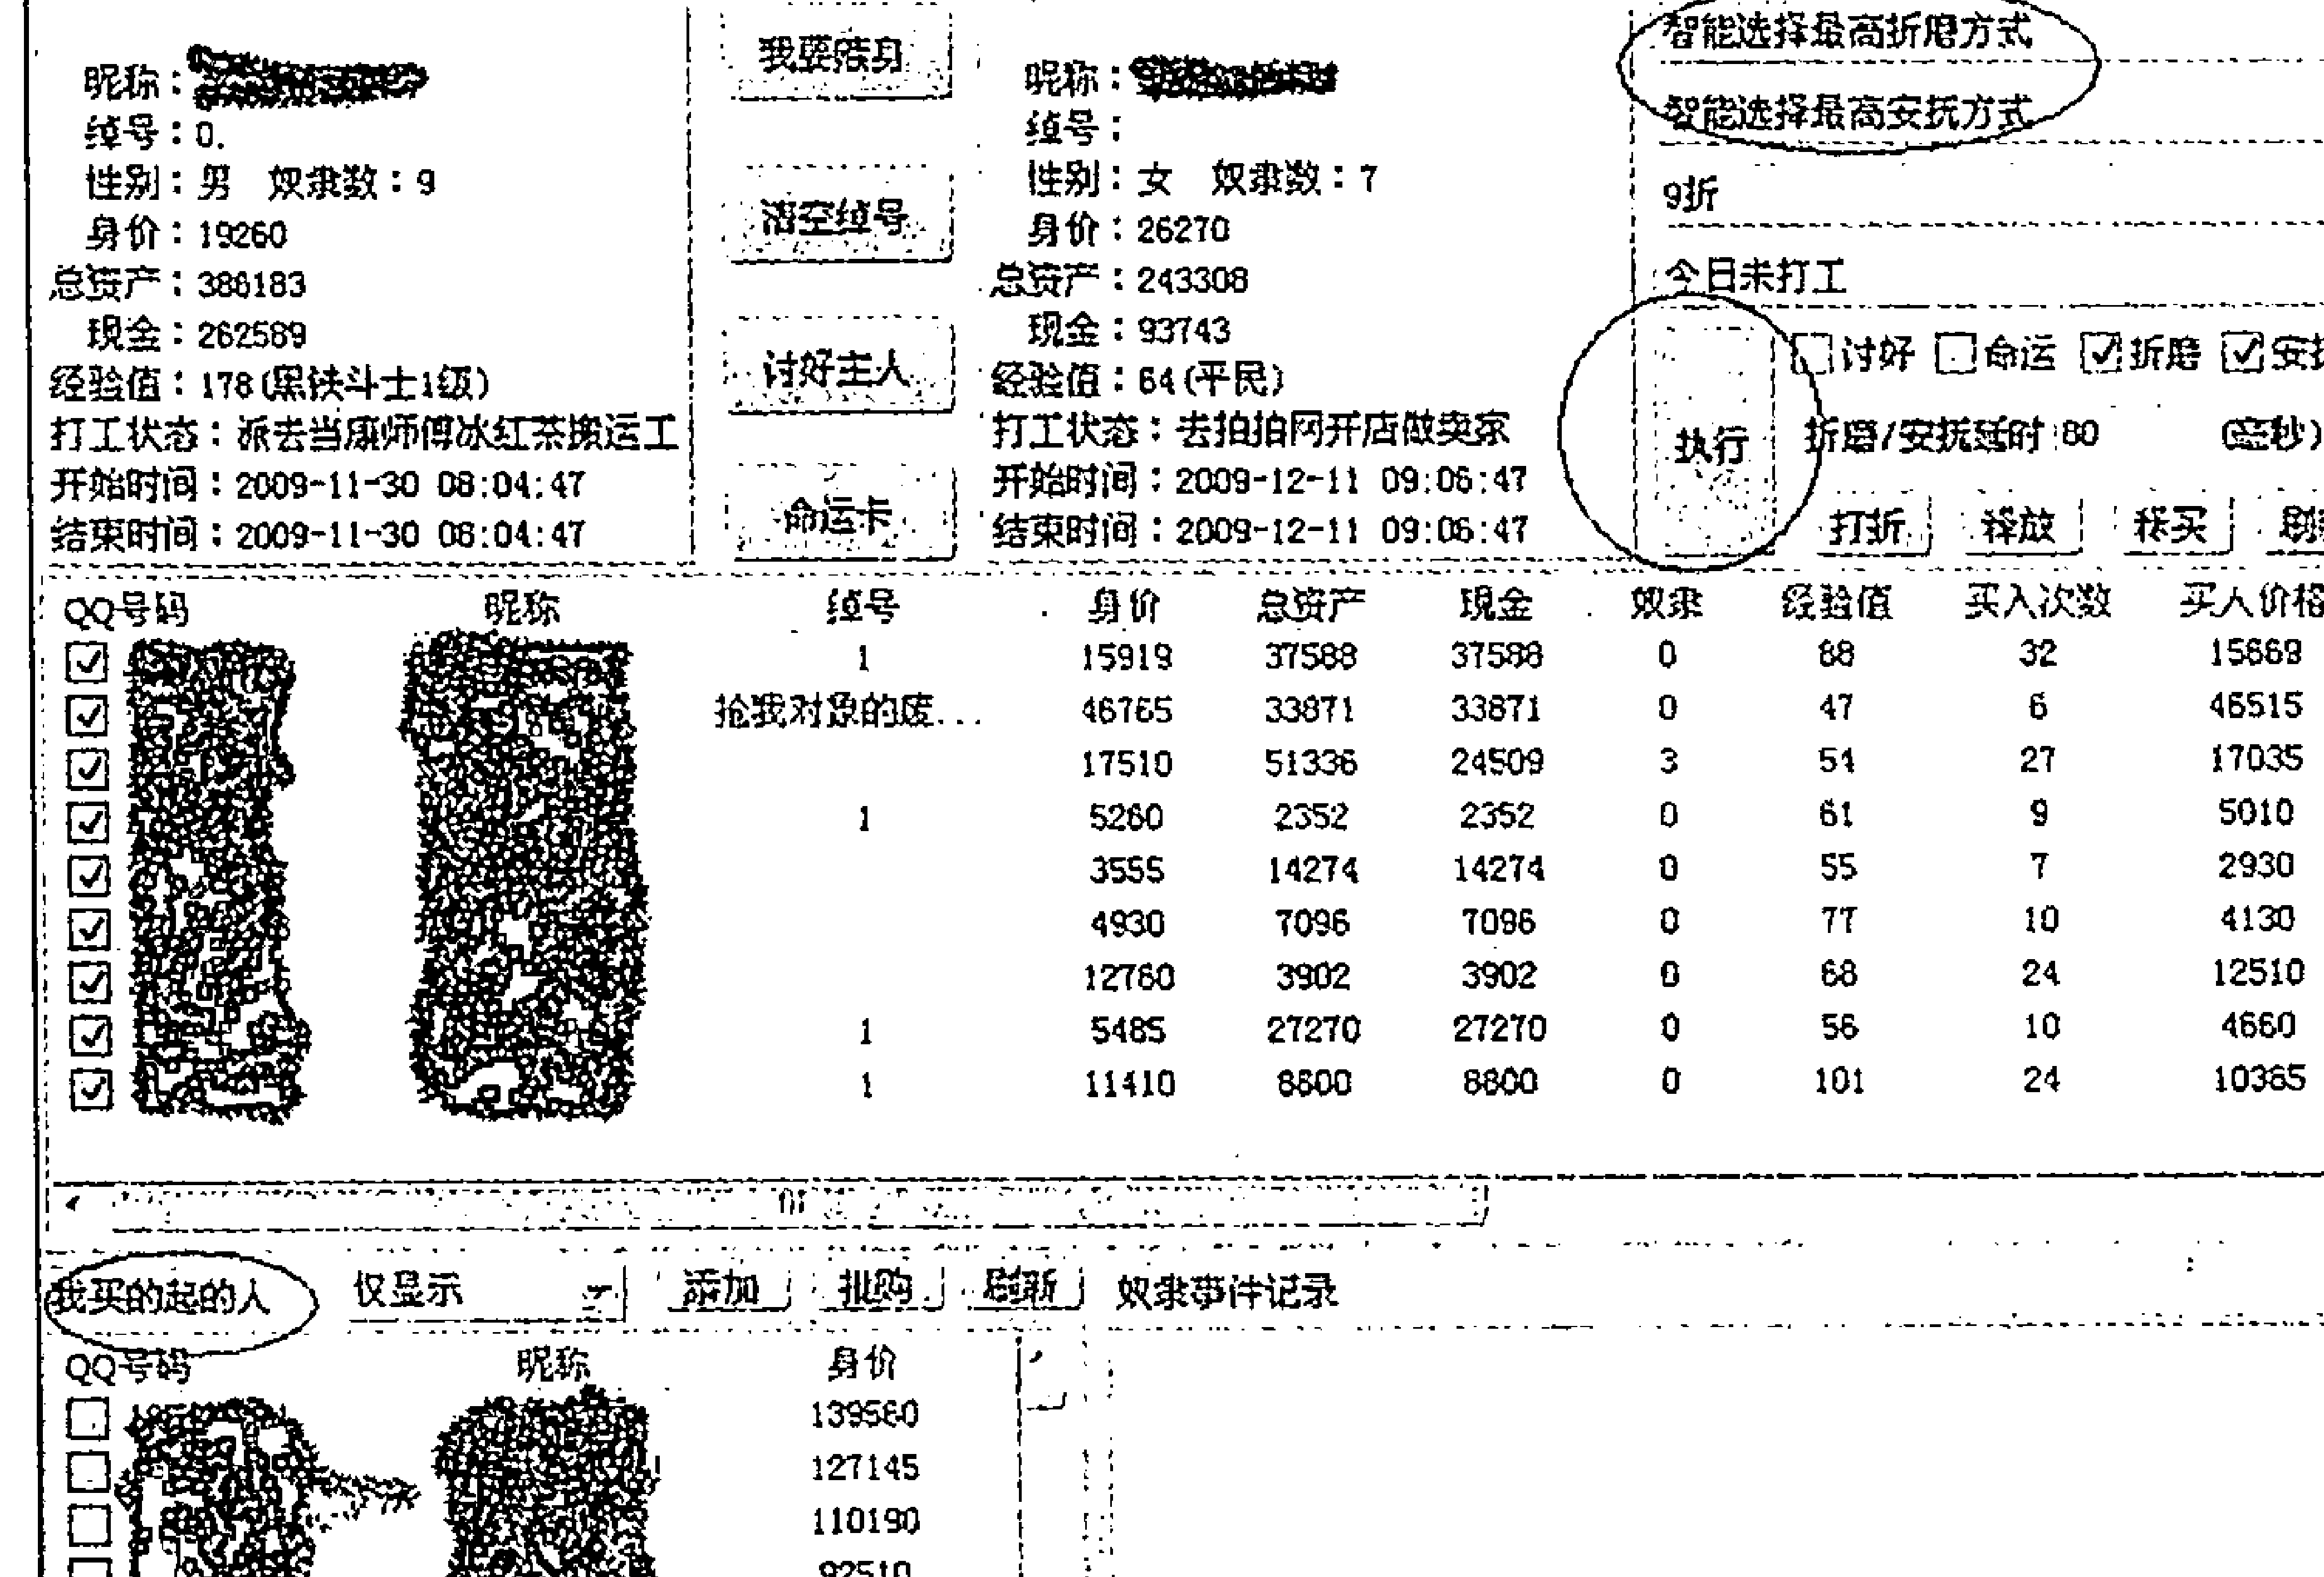 昵称：
绰号：0.
性别：男 奴隶数：9
身价：19260
总资产：386183
现金：262589
经验值：178(黑铁斗士1级)
打工状态：派去当康师傅冰红茶搬运工
开始时间：2009-11-30 08:04:47
结束时间：2009-11-30 08:04:47
我要赎身
清空绰号
讨好主人
命运卡
昵称：
绰号：
性别：女 奴隶数：7
身价：26270
总资产：243308
现金：93743
经验值：64(平民)
打工状态：去拍拍网开店做卖家
开始时间：2009-12-11 09:06:47
结束时间：2009-12-11 09:06:47
智能选择最高折磨方式
智能选择最高安抚方式
9折
今日未打工
执行
讨好 命运 折磨 安抚
折磨/安抚延时 80 (毫秒)
打折 释放 转买 刷新
QQ号码 昵称 绰号 身价 总资产 现金 奴隶 经验值 买入次数 买入价格
1 15919 37588 37588 0 88 32 15669
抢我对象的废... 46765 33871 33871 0 47 6 46515
17510 51336 24509 3 54 27 17035
1 5260 2352 2352 0 61 9 5010
3555 14274 14274 0 55 7 2930
4930 7096 7096 0 77 10 4130
12760 3902 3902 0 68 24 12510
1 5485 27270 27270 0 56 10 4660
1 11410 8800 8800 0 101 24 10385
我买的起的人 仅显示 添加 批购 刷新 奴隶事件记录
QQ号码 昵称 身价
139560
127145
110190
92510